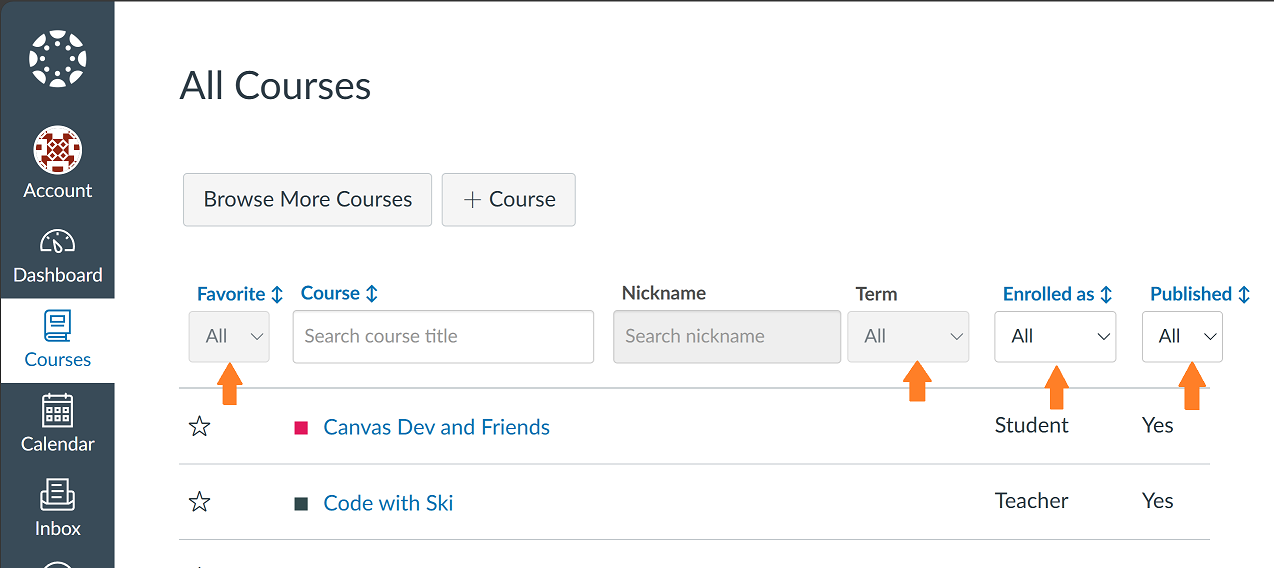 All Courses
Account
Browse More Courses
+ Course
Dashboard
Favorite Course Nickname Term Enrolled as Published
All Search course title Search nickname All All All
Courses
Canvas Dev and Friends Student Yes
Calendar
Code with Ski Teacher Yes
Inbox